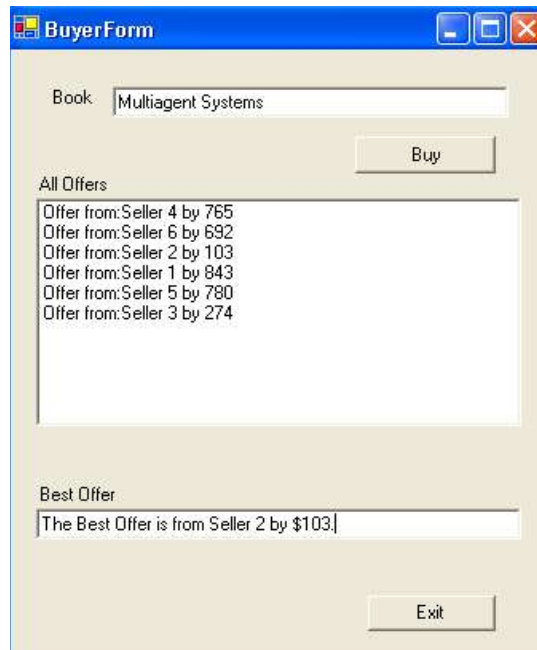 BuyerForm
Book
Multiagent Systems
Buy
All Offers
Offer from:Seller 4 by 765
Offer from:Seller 6 by 692
Offer from:Seller 2 by 103
Offer from:Seller 1 by 843
Offer from:Seller 5 by 780
Offer from:Seller 3 by 274
Best Offer
The Best Offer is from Seller 2 by $103.
Exit